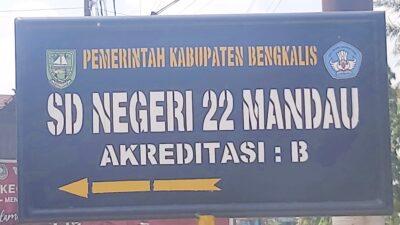 PEMERINTAH KABUPATEN BENGKALIS
SD NEGERI 22 MANDAU
AKREDITASI : B